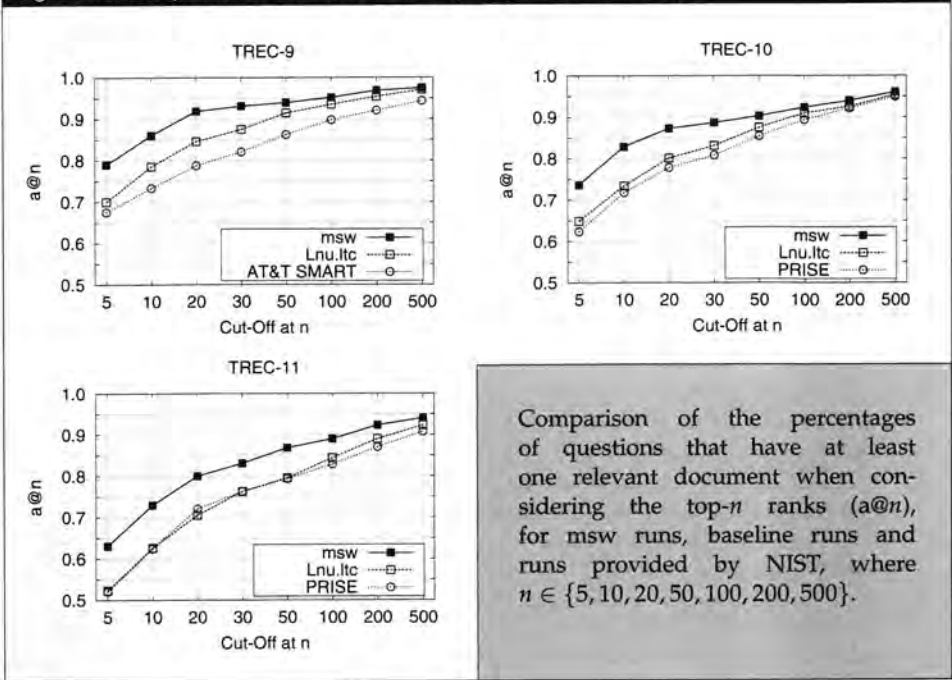 TREC-9
1.0
0.9
0.8
0.7
0.6
0.5
a@n
msw
Lnu.ltc
AT&T SMART
5 10 20 30 50 100 200 500
Cut-Off at n
TREC-10
1.0
0.9
0.8
0.7
0.6
0.5
a@n
msw
Lnu.ltc
PRISE
5 10 20 30 50 100 200 500
Cut-Off at n
TREC-11
1.0
0.9
0.8
0.7
0.6
0.5
a@n
msw
Lnu.ltc
PRISE
5 10 20 30 50 100 200 500
Cut-Off at n
Comparison of the percentages
of questions that have at least
one relevant document when con-
sidering the top-n ranks (a@n),
for msw runs, baseline runs and
runs provided by NIST, where
n ∈ {5, 10, 20, 50, 100, 200, 500}.